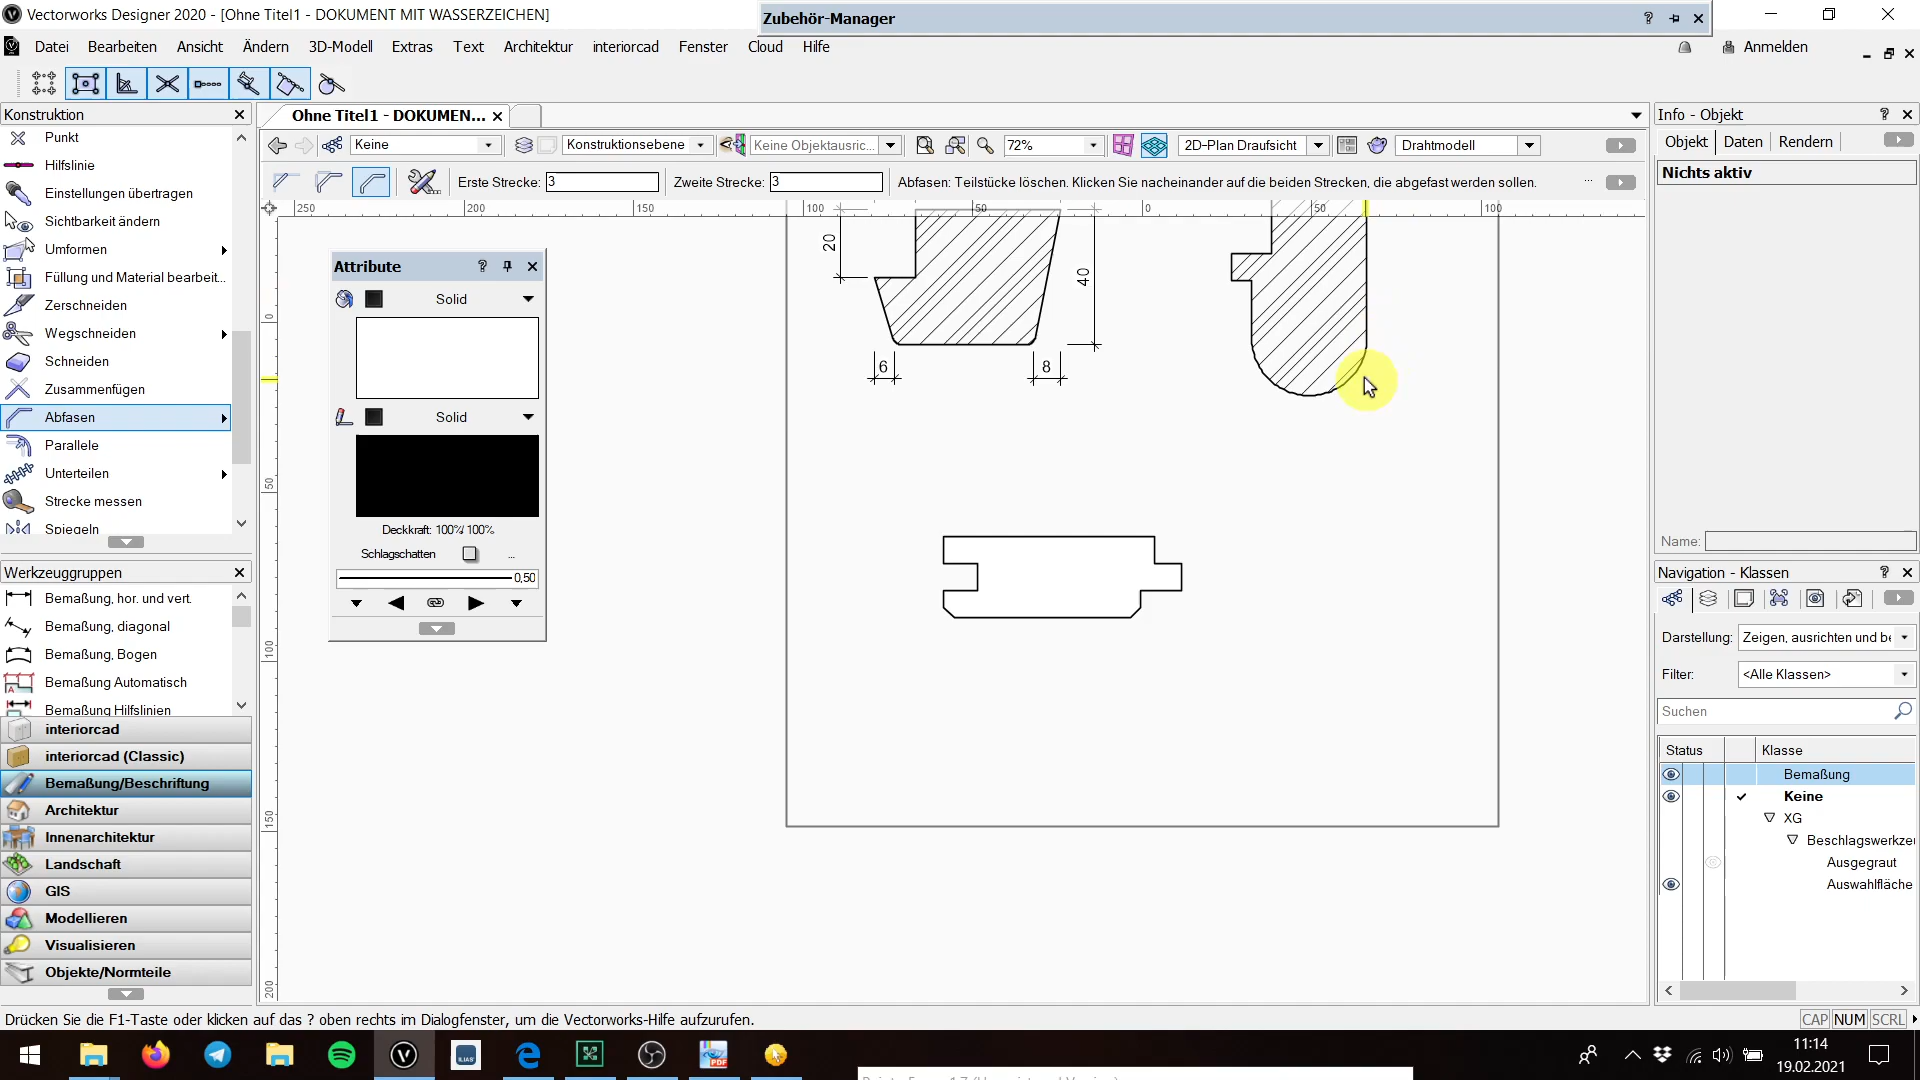 Vectorworks Designer 2020 - [Ohne Titel1 - DOKUMENT MIT WASSERZEICHEN]
Zubehör-Manager
Datei Bearbeiten Ansicht Ändern 3D-Modell Extras Text Architektur interiorcad Fenster Cloud Hilfe
Anmelden
Konstruktion
Ohne Titel1 - DOKUMEN...
Info - Objekt
Punkt
Hilfslinie
Einstellungen übertragen
Sichtbarkeit ändern
Umformen
Füllung und Material bearbeit...
Zerschneiden
Wegschneiden
Schneiden
Zusammenfügen
Abfasen
Parallele
Unterteilen
Strecke messen
Spiegeln
Keine
Konstruktionsebene
Keine Objektausric...
72%
2D-Plan Draufsicht
Drahtmodell
Erste Strecke: 3
Zweite Strecke: 3
Abfasen: Teilstücke löschen. Klicken Sie nacheinander auf die beiden Strecken, die abgefast werden sollen.
...
250 200 150 100 50 0 50 100
0
50
100
150
200
20
40
6
8
Attribute
Solid
Solid
Deckkraft: 100%/ 100%
Schlagschatten
...
0,50
Objekt Daten Rendern
Nichts aktiv
Name:
Werkzeuggruppen
Bemaßung, hor. und vert.
Bemaßung, diagonal
Bemaßung, Bogen
Bemaßung Automatisch
Bemaßung Hilfslinien
interiorcad
interiorcad (Classic)
Bemaßung/Beschriftung
Architektur
Innenarchitektur
Landschaft
GIS
Modellieren
Visualisieren
Objekte/Normteile
Navigation - Klassen
Darstellung: Zeigen, ausrichten und be
Filter: <Alle Klassen>
Suchen
Status Klasse
Bemaßung
Keine
XG
Beschlagswerkzeu
Ausgegraut
Auswahlfläche
Drücken Sie die F1-Taste oder klicken auf das ? oben rechts im Dialogfenster, um die Vectorworks-Hilfe aufzurufen.
CAP NUM SCRL
ILIAS
PDF
11:14
19.02.2021